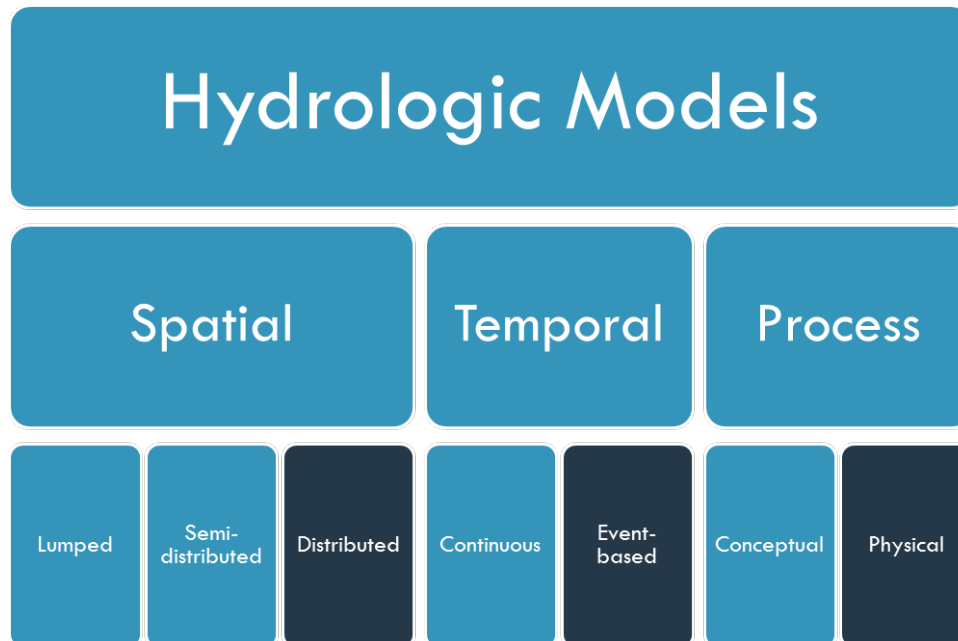 Hydrologic Models
Spatial
Temporal
Process
Lumped
Semi-
distributed
Distributed
Continuous
Event-
based
Conceptual
Physical